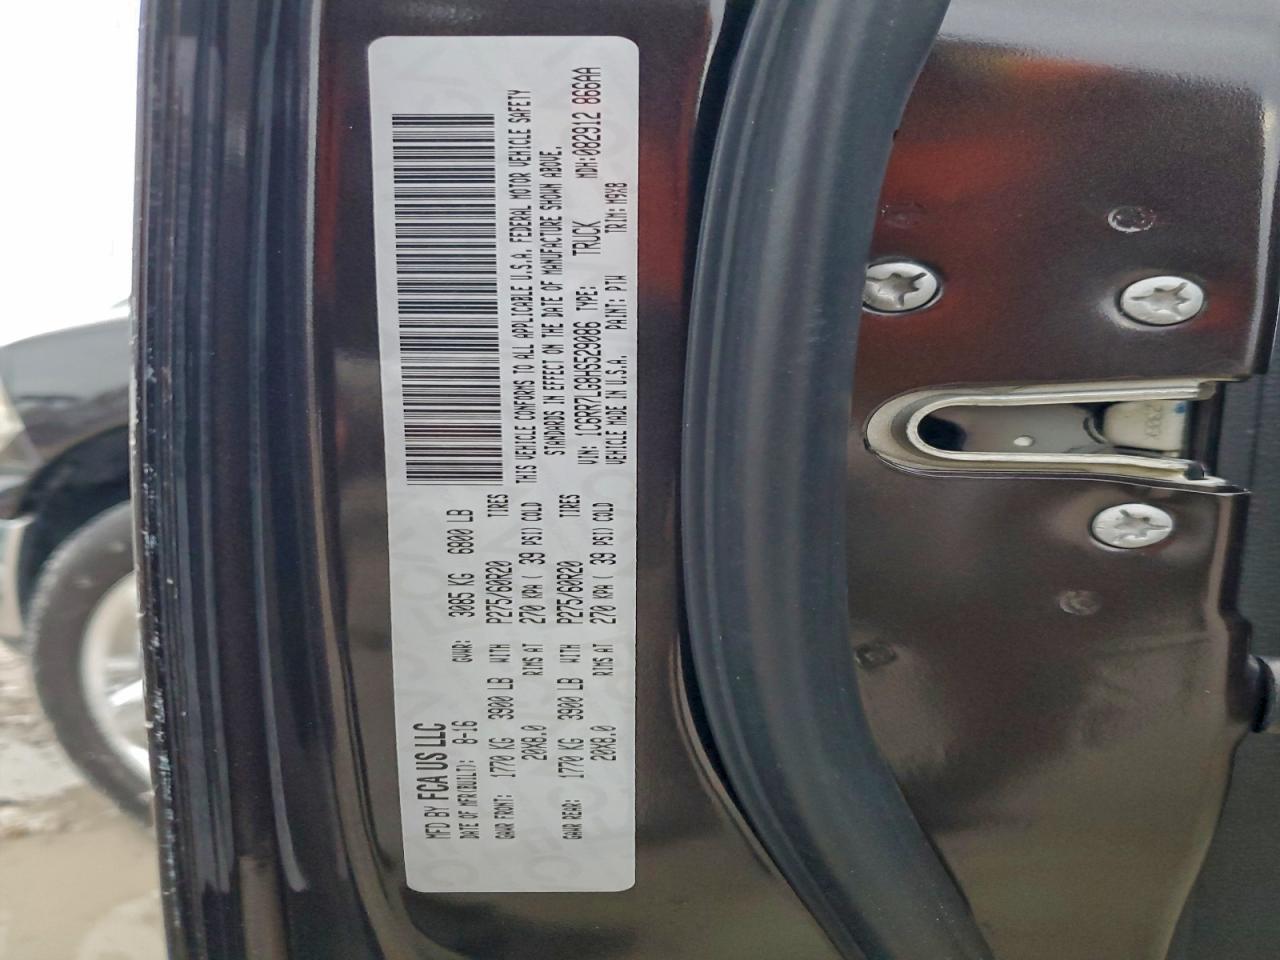 MFD BY FCA US LLC
DATE OF MFR(BUILT): 8-16 GVWR: 3085 KG 6800 LB
GAWR FRONT: 1770 KG 3900 LB WITH P275/60R20 TIRES
20X8.0 RIMS AT 270 KPA ( 39 PSI) COLD
GAWR REAR: 1770 KG 3900 LB WITH P275/60R20 TIRES
20X8.0 RIMS AT 270 KPA ( 39 PSI) COLD
THIS VEHICLE CONFORMS TO ALL APPLICABLE U.S.A. FEDERAL MOTOR VEHICLE SAFETY
STANDARDS IN EFFECT ON THE DATE OF MANUFACTURE SHOWN ABOVE.
VIN: 1C6RR7LG8HS529086 TYPE: TRUCK MDH:082912 866AA
VEHICLE MADE IN U.S.A. PAINT: PTW TRIM: M9X8